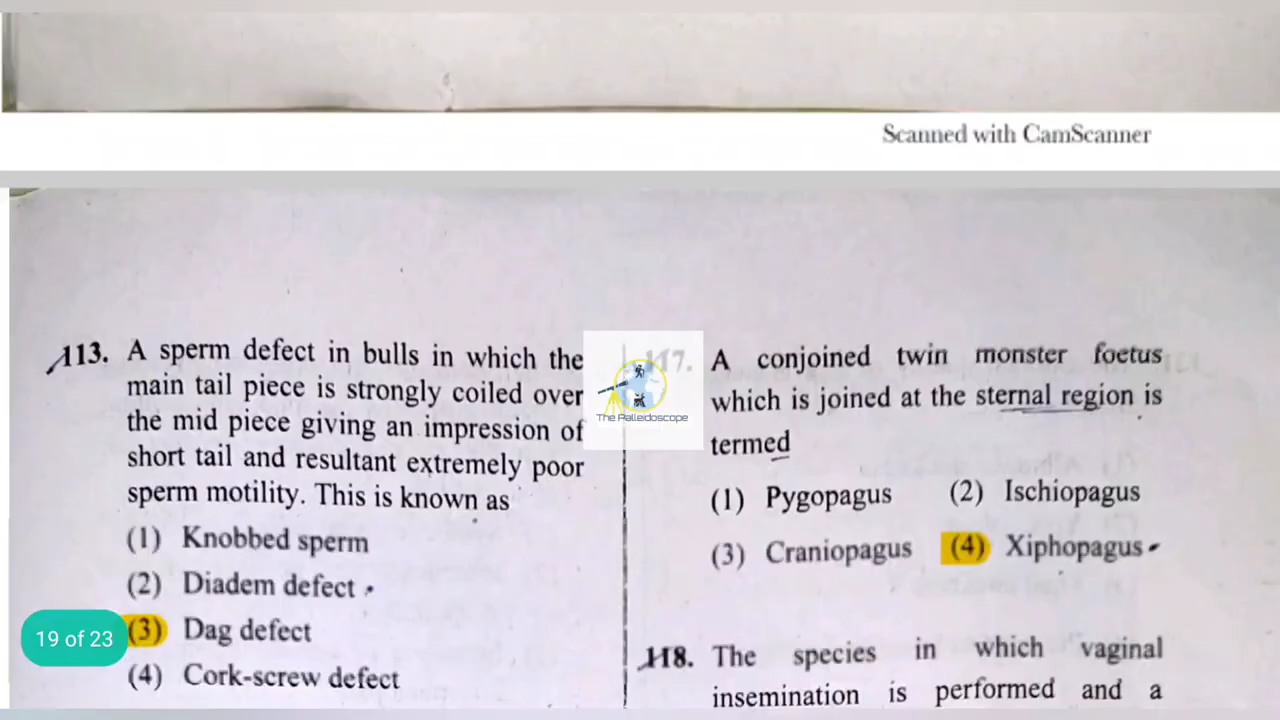 Scanned with CamScanner
113. A sperm defect in bulls in which the
main tail piece is strongly coiled over
the mid piece giving an impression of
short tail and resultant extremely poor
sperm motility. This is known as
(1) Knobbed sperm
(2) Diadem defect
(3) Dag defect
(4) Cork-screw defect
19 of 23
The Palleidoscope
117. A conjoined twin monster foetus
which is joined at the sternal region is
termed
(1) Pygopagus (2) Ischiopagus
(3) Craniopagus (4) Xiphopagus
118. The species in which vaginal
insemination is performed and a